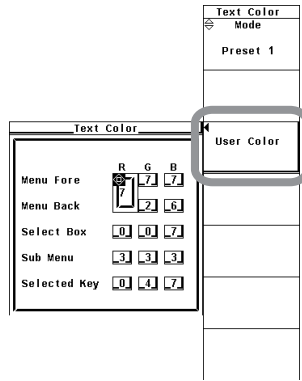 Text Color
Mode
Preset 1
User Color
Text Color
R G B
Menu Fore 7 7 7
Menu Back 2 6
Select Box 0 0 7
Sub Menu 3 3 3
Selected Key 0 4 7